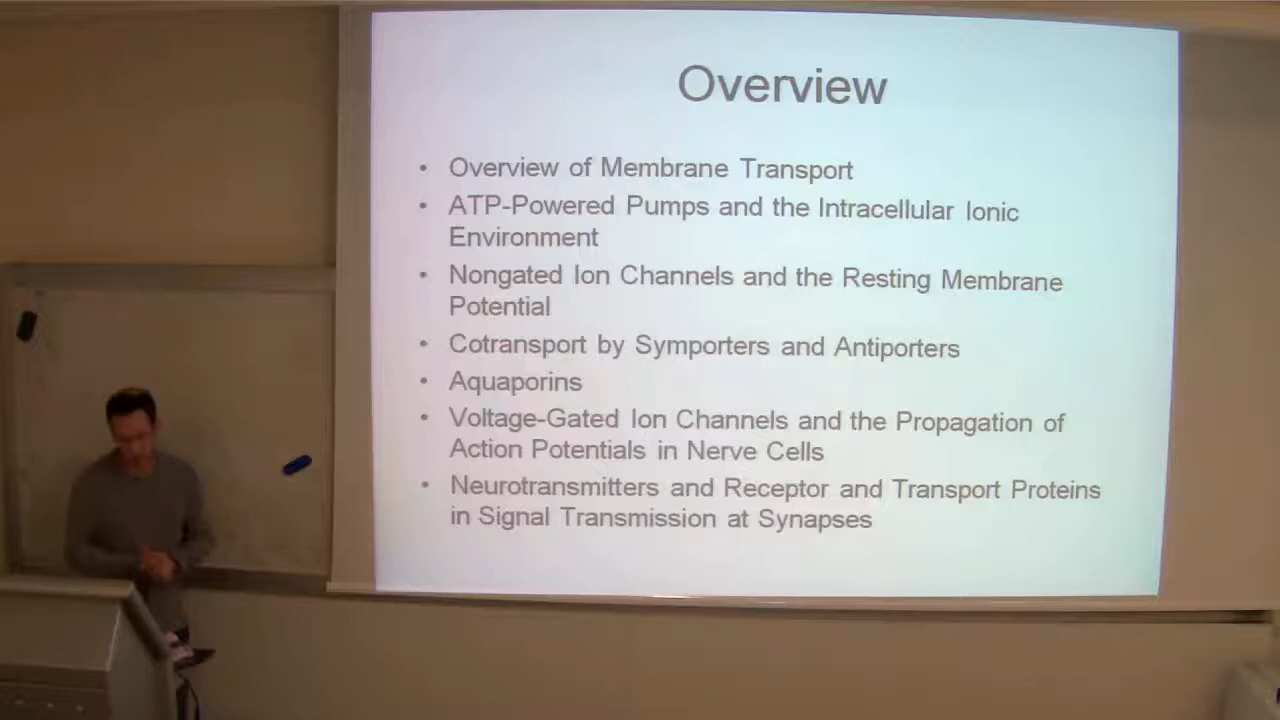 Overview
• Overview of Membrane Transport
• ATP-Powered Pumps and the Intracellular Ionic
Environment
• Nongated Ion Channels and the Resting Membrane
Potential
• Cotransport by Symporters and Antiporters
• Aquaporins
• Voltage-Gated Ion Channels and the Propagation of
Action Potentials in Nerve Cells
• Neurotransmitters and Receptor and Transport Proteins
in Signal Transmission at Synapses